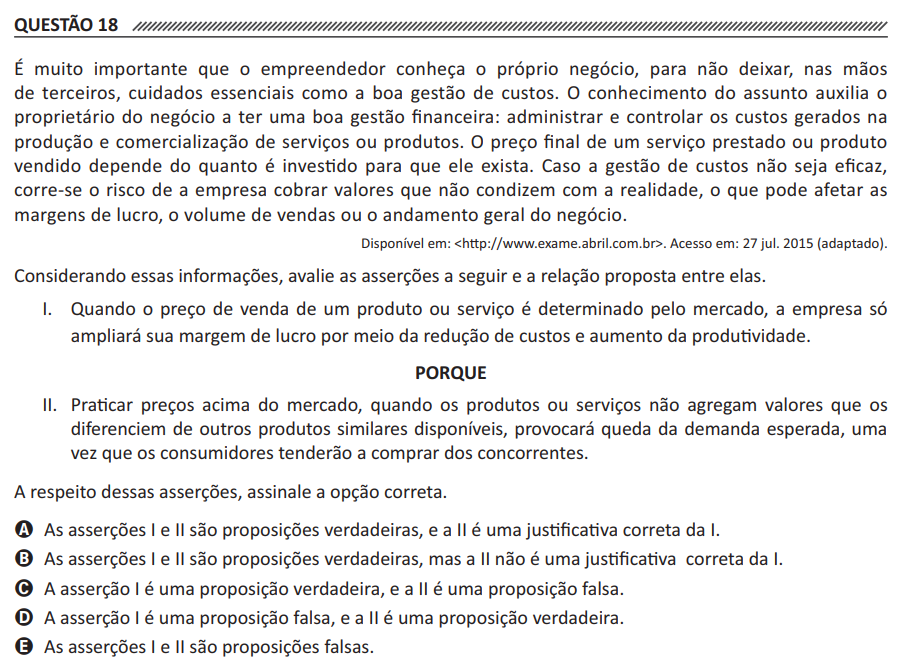 QUESTÃO 18
É muito importante que o empreendedor conheça o próprio negócio, para não deixar, nas mãos
de terceiros, cuidados essenciais como a boa gestão de custos. O conhecimento do assunto auxilia o
proprietário do negócio a ter uma boa gestão financeira: administrar e controlar os custos gerados na
produção e comercialização de serviços ou produtos. O preço final de um serviço prestado ou produto
vendido depende do quanto é investido para que ele exista. Caso a gestão de custos não seja eficaz,
corre-se o risco de a empresa cobrar valores que não condizem com a realidade, o que pode afetar as
margens de lucro, o volume de vendas ou o andamento geral do negócio.
Disponível em: <http://www.exame.abril.com.br>. Acesso em: 27 jul. 2015 (adaptado).
Considerando essas informações, avalie as asserções a seguir e a relação proposta entre elas.
I. Quando o preço de venda de um produto ou serviço é determinado pelo mercado, a empresa só
ampliará sua margem de lucro por meio da redução de custos e aumento da produtividade.
PORQUE
II. Praticar preços acima do mercado, quando os produtos ou serviços não agregam valores que os
diferenciem de outros produtos similares disponíveis, provocará queda da demanda esperada, uma
vez que os consumidores tenderão a comprar dos concorrentes.
A respeito dessas asserções, assinale a opção correta.
A As asserções I e II são proposições verdadeiras, e a II é uma justificativa correta da I.
B As asserções I e II são proposições verdadeiras, mas a II não é uma justificativa correta da I.
C A asserção I é uma proposição verdadeira, e a II é uma proposição falsa.
D A asserção I é uma proposição falsa, e a II é uma proposição verdadeira.
E As asserções I e II são proposições falsas.